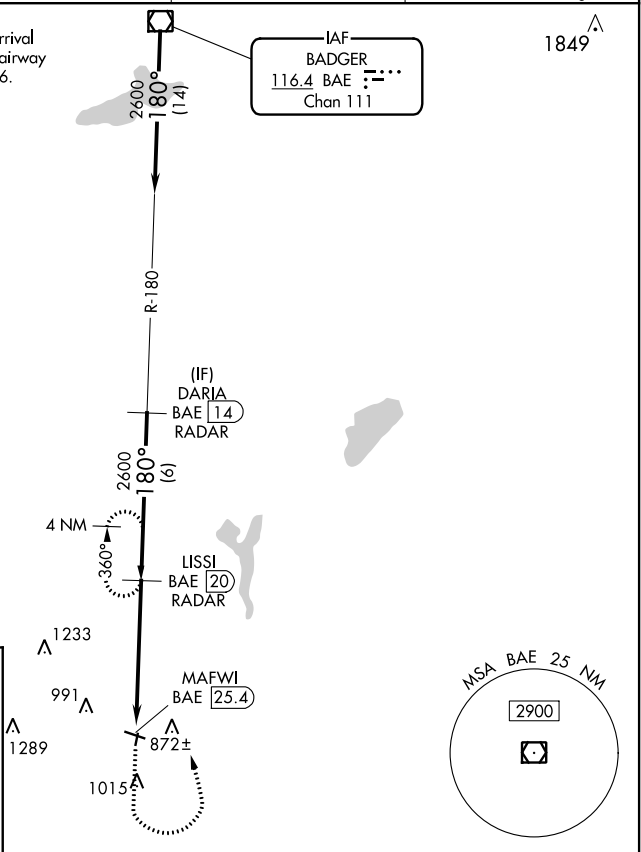 rrival
airway
6.
IAF
BADGER
116.4 BAE
Chan 111
1849
2600
180°
(14)
R-180
(IF)
DARIA
BAE 14
RADAR
2600
180°
(6)
4 NM
360°
LISSI
BAE 20
RADAR
1233
991
1289
MAFWI
BAE 25.4
872±
1015
MSA BAE 25 NM
2900